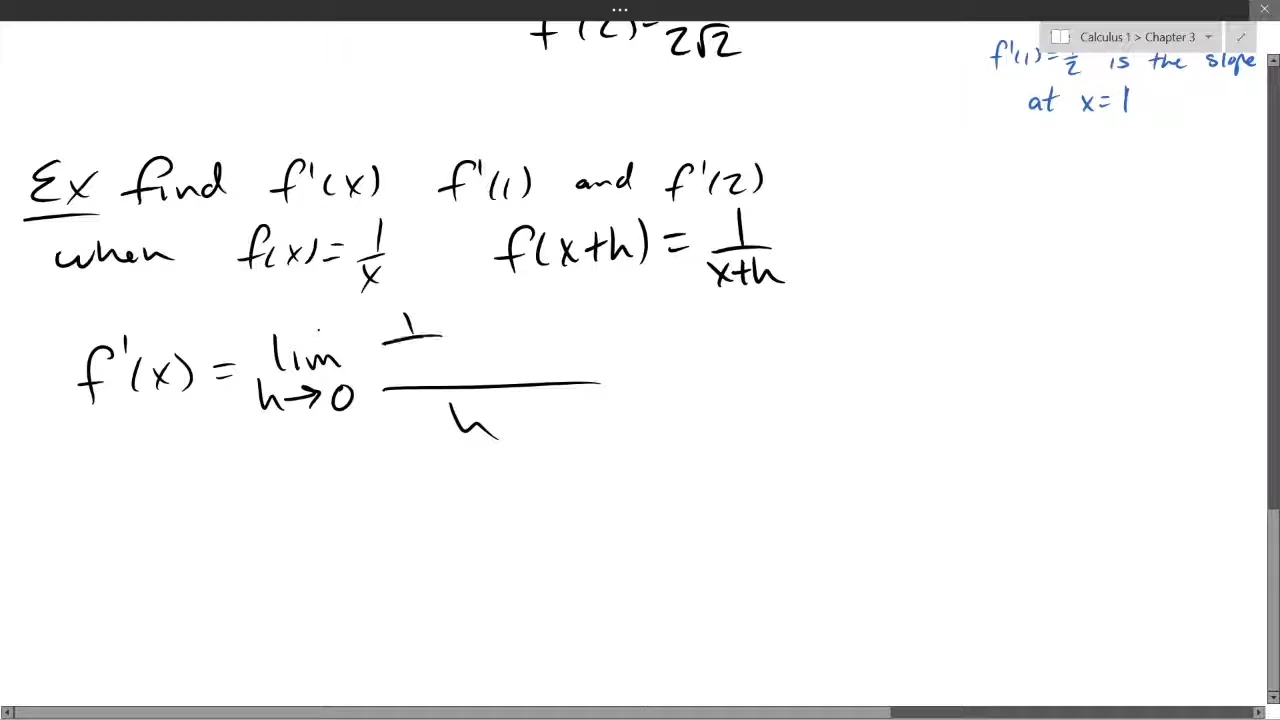 f'(2)= 1/2√2
Calculus 1 > Chapter 3
f'(1)=1/2 is the slope
at x=1
Ex find f'(x) f'(1) and f'(2)
when f(x)=1/x f(x+h)=1/(x+h)
f'(x)= lim h→0 1/ / h